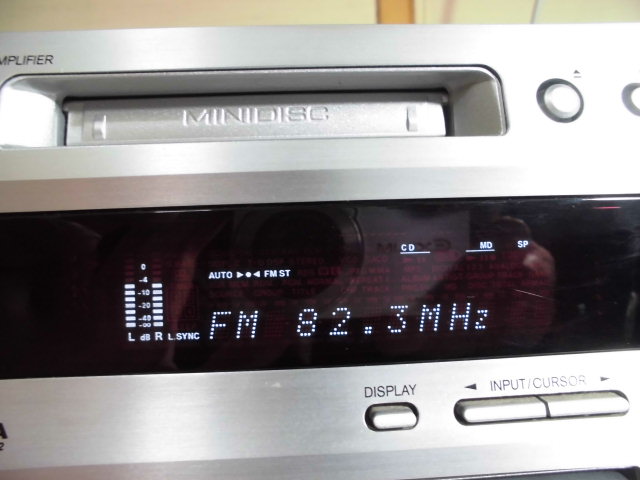 MPLIFIER
MINIDISC
CD MD SP
0
-4
-10
-20
-40
-∞
AUTO FM ST
L dB R L.SYNC
FM 82.3MHz
DISPLAY
INPUT/CURSOR
A
2